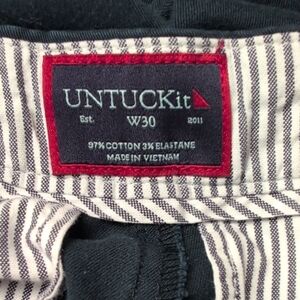 UNTUCKit
Est. W30 2011
97% COTTON 3% ELASTANE
MADE IN VIETNAM